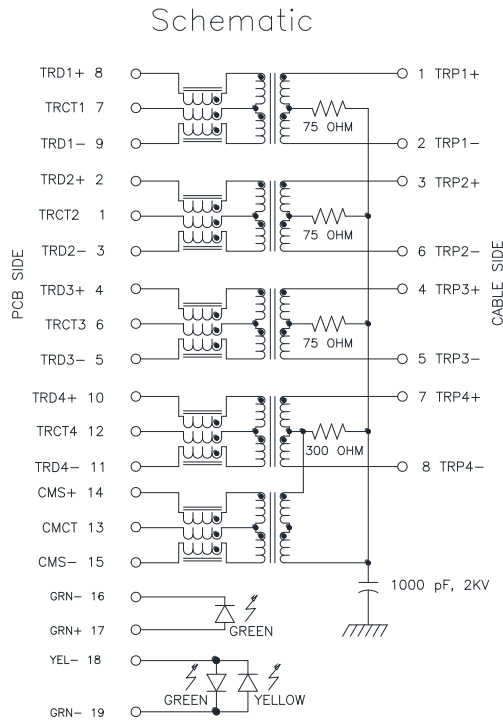 Schematic
TRD1+ 8
1 TRP1+
TRCT1 7
75 OHM
TRD1- 9
2 TRP1-
TRD2+ 2
3 TRP2+
TRCT2 1
75 OHM
TRD2- 3
6 TRP2-
PCB SIDE
CABLE SIDE
TRD3+ 4
4 TRP3+
TRCT3 6
75 OHM
TRD3- 5
5 TRP3-
TRD4+ 10
7 TRP4+
TRCT4 12
300 OHM
TRD4- 11
8 TRP4-
CMS+ 14
CMCT 13
CMS- 15
1000 pF, 2KV
GRN- 16
GRN+ 17
GREEN
YEL- 18
GREEN
YELLOW
GRN- 19